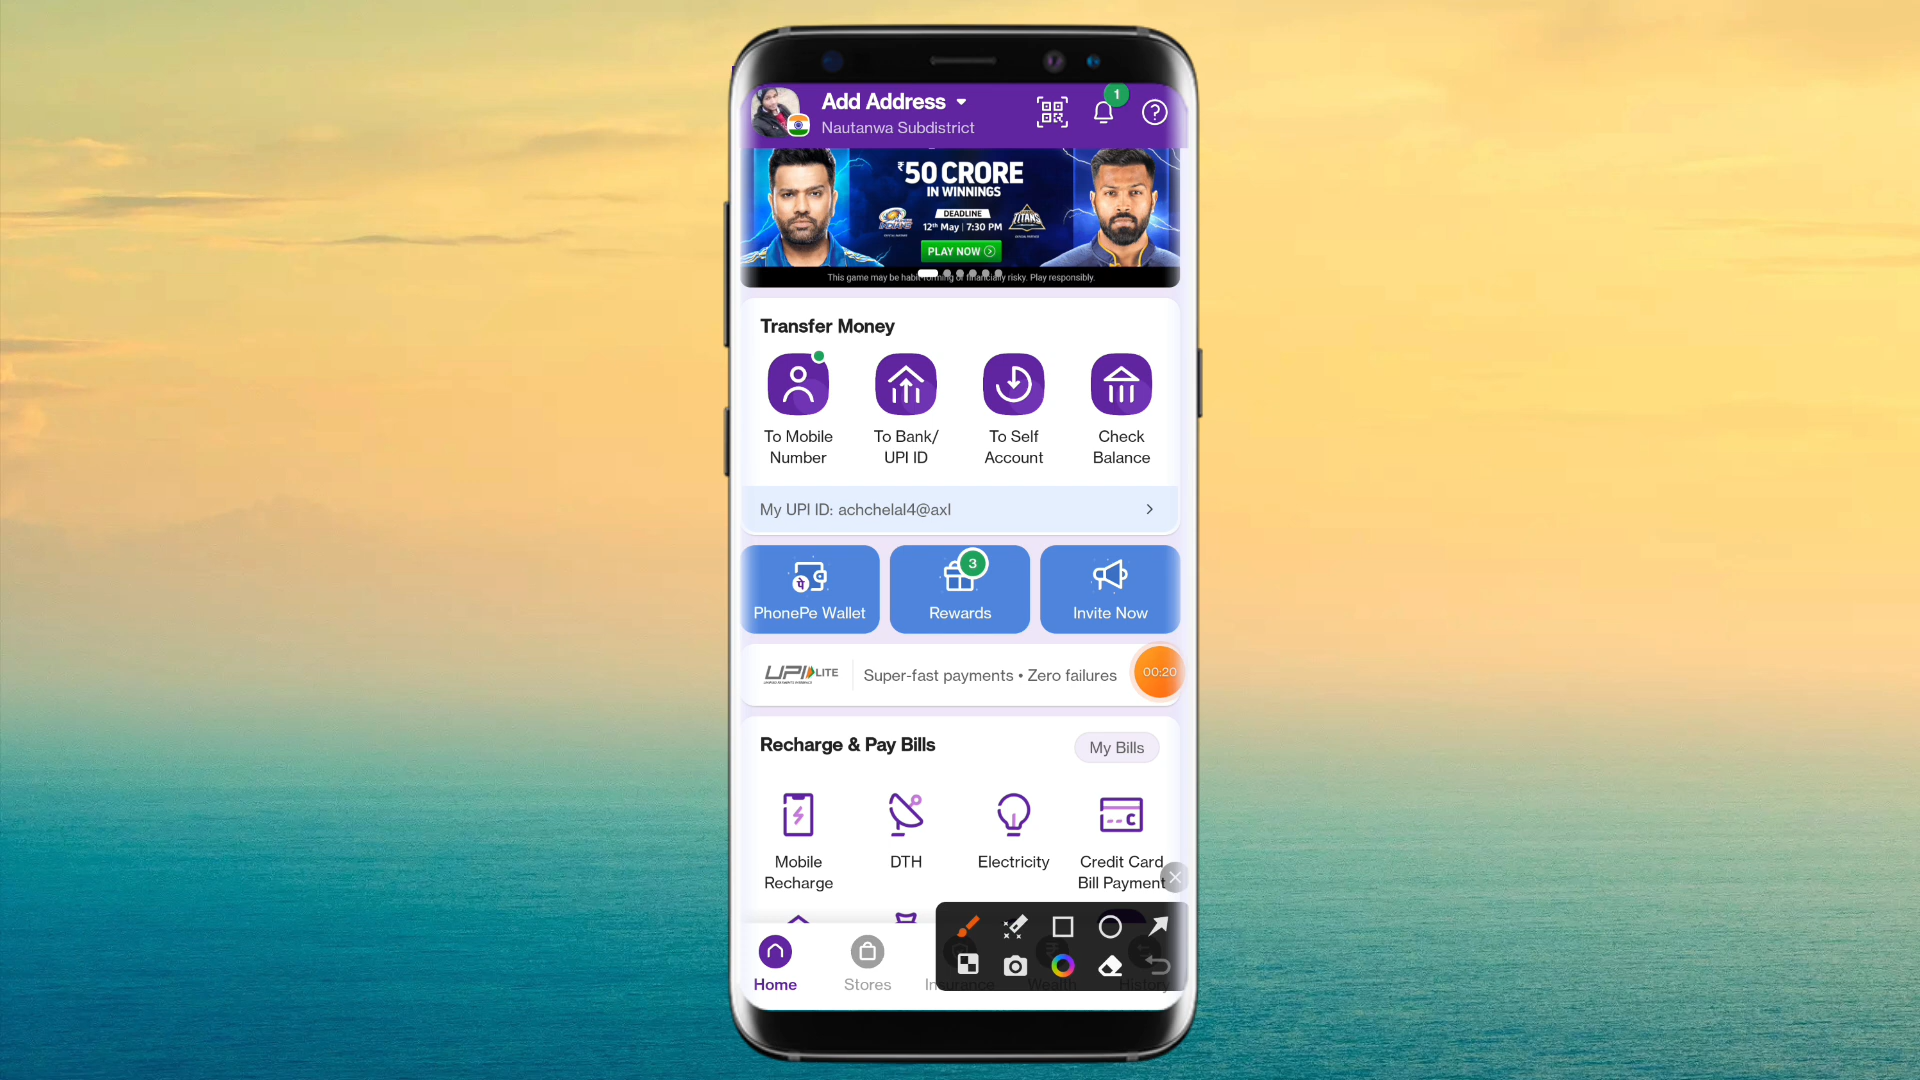 Add Address
Nautanwa Subdistrict
1
₹50 CRORE
IN WINNINGS
DEADLINE
12th May | 7:30 PM
TITANS
PLAY NOW
This game may be habit forming or financially risky. Play responsibly.
Transfer Money
To Mobile Number
To Bank/ UPI ID
To Self Account
Check Balance
My UPI ID: achchelal4@axl
पे
3
PhonePe Wallet
Rewards
Invite Now
UPI LITE
Super-fast payments • Zero failures
00:20
Recharge & Pay Bills
My Bills
C
Mobile Recharge
DTH
Electricity
Credit Card Bill Payment
Home
Stores
Insurance
Wealth
History